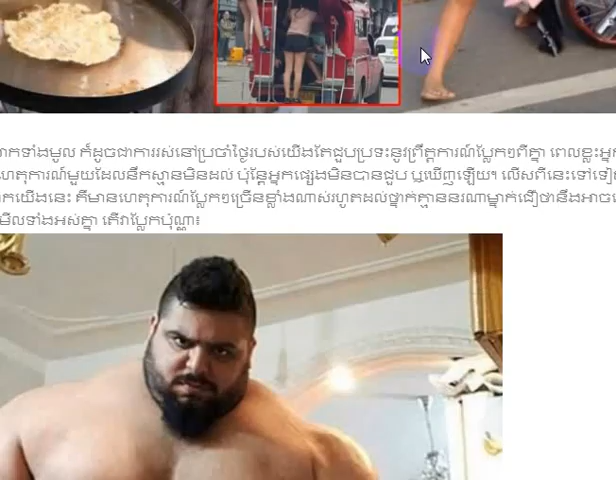 ោកទាំងមូល ក៏ដូចជាការរស់នៅប្រចាំថ្ងៃរបស់យើងតែងជួបប្រទះនូវព្រឹត្តការណ៍ប្លែកៗពីគ្នា ពេលខ្លះអ្នក
ហេតុការណ៍មួយដែលនឹកស្មានមិនដល់ ប៉ុន្តែអ្នកផ្សេងមិនបានជួប ឬឃើញឡើយ។ លើសពីនេះទៅទៀត
កយើងនេះ គឺមានហេតុការណ៍ប្លែកៗច្រើនខ្លាំងណាស់រហូតដល់ថ្នាក់គ្មាននរណាម្នាក់ជឿថានឹងអាច
មើលទាំងអស់គ្នា តើវាប្លែកប៉ុណ្ណា៖